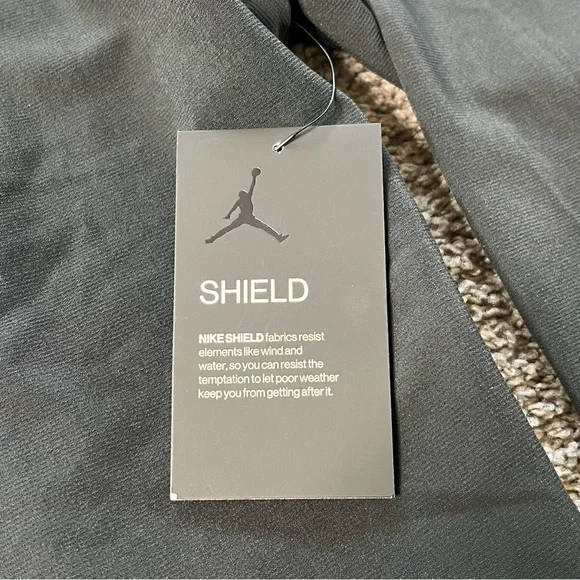 SHIELD
NIKE SHIELD fabrics resist
elements like wind and
water, so you can resist the
temptation to let poor weather
keep you from getting after it.